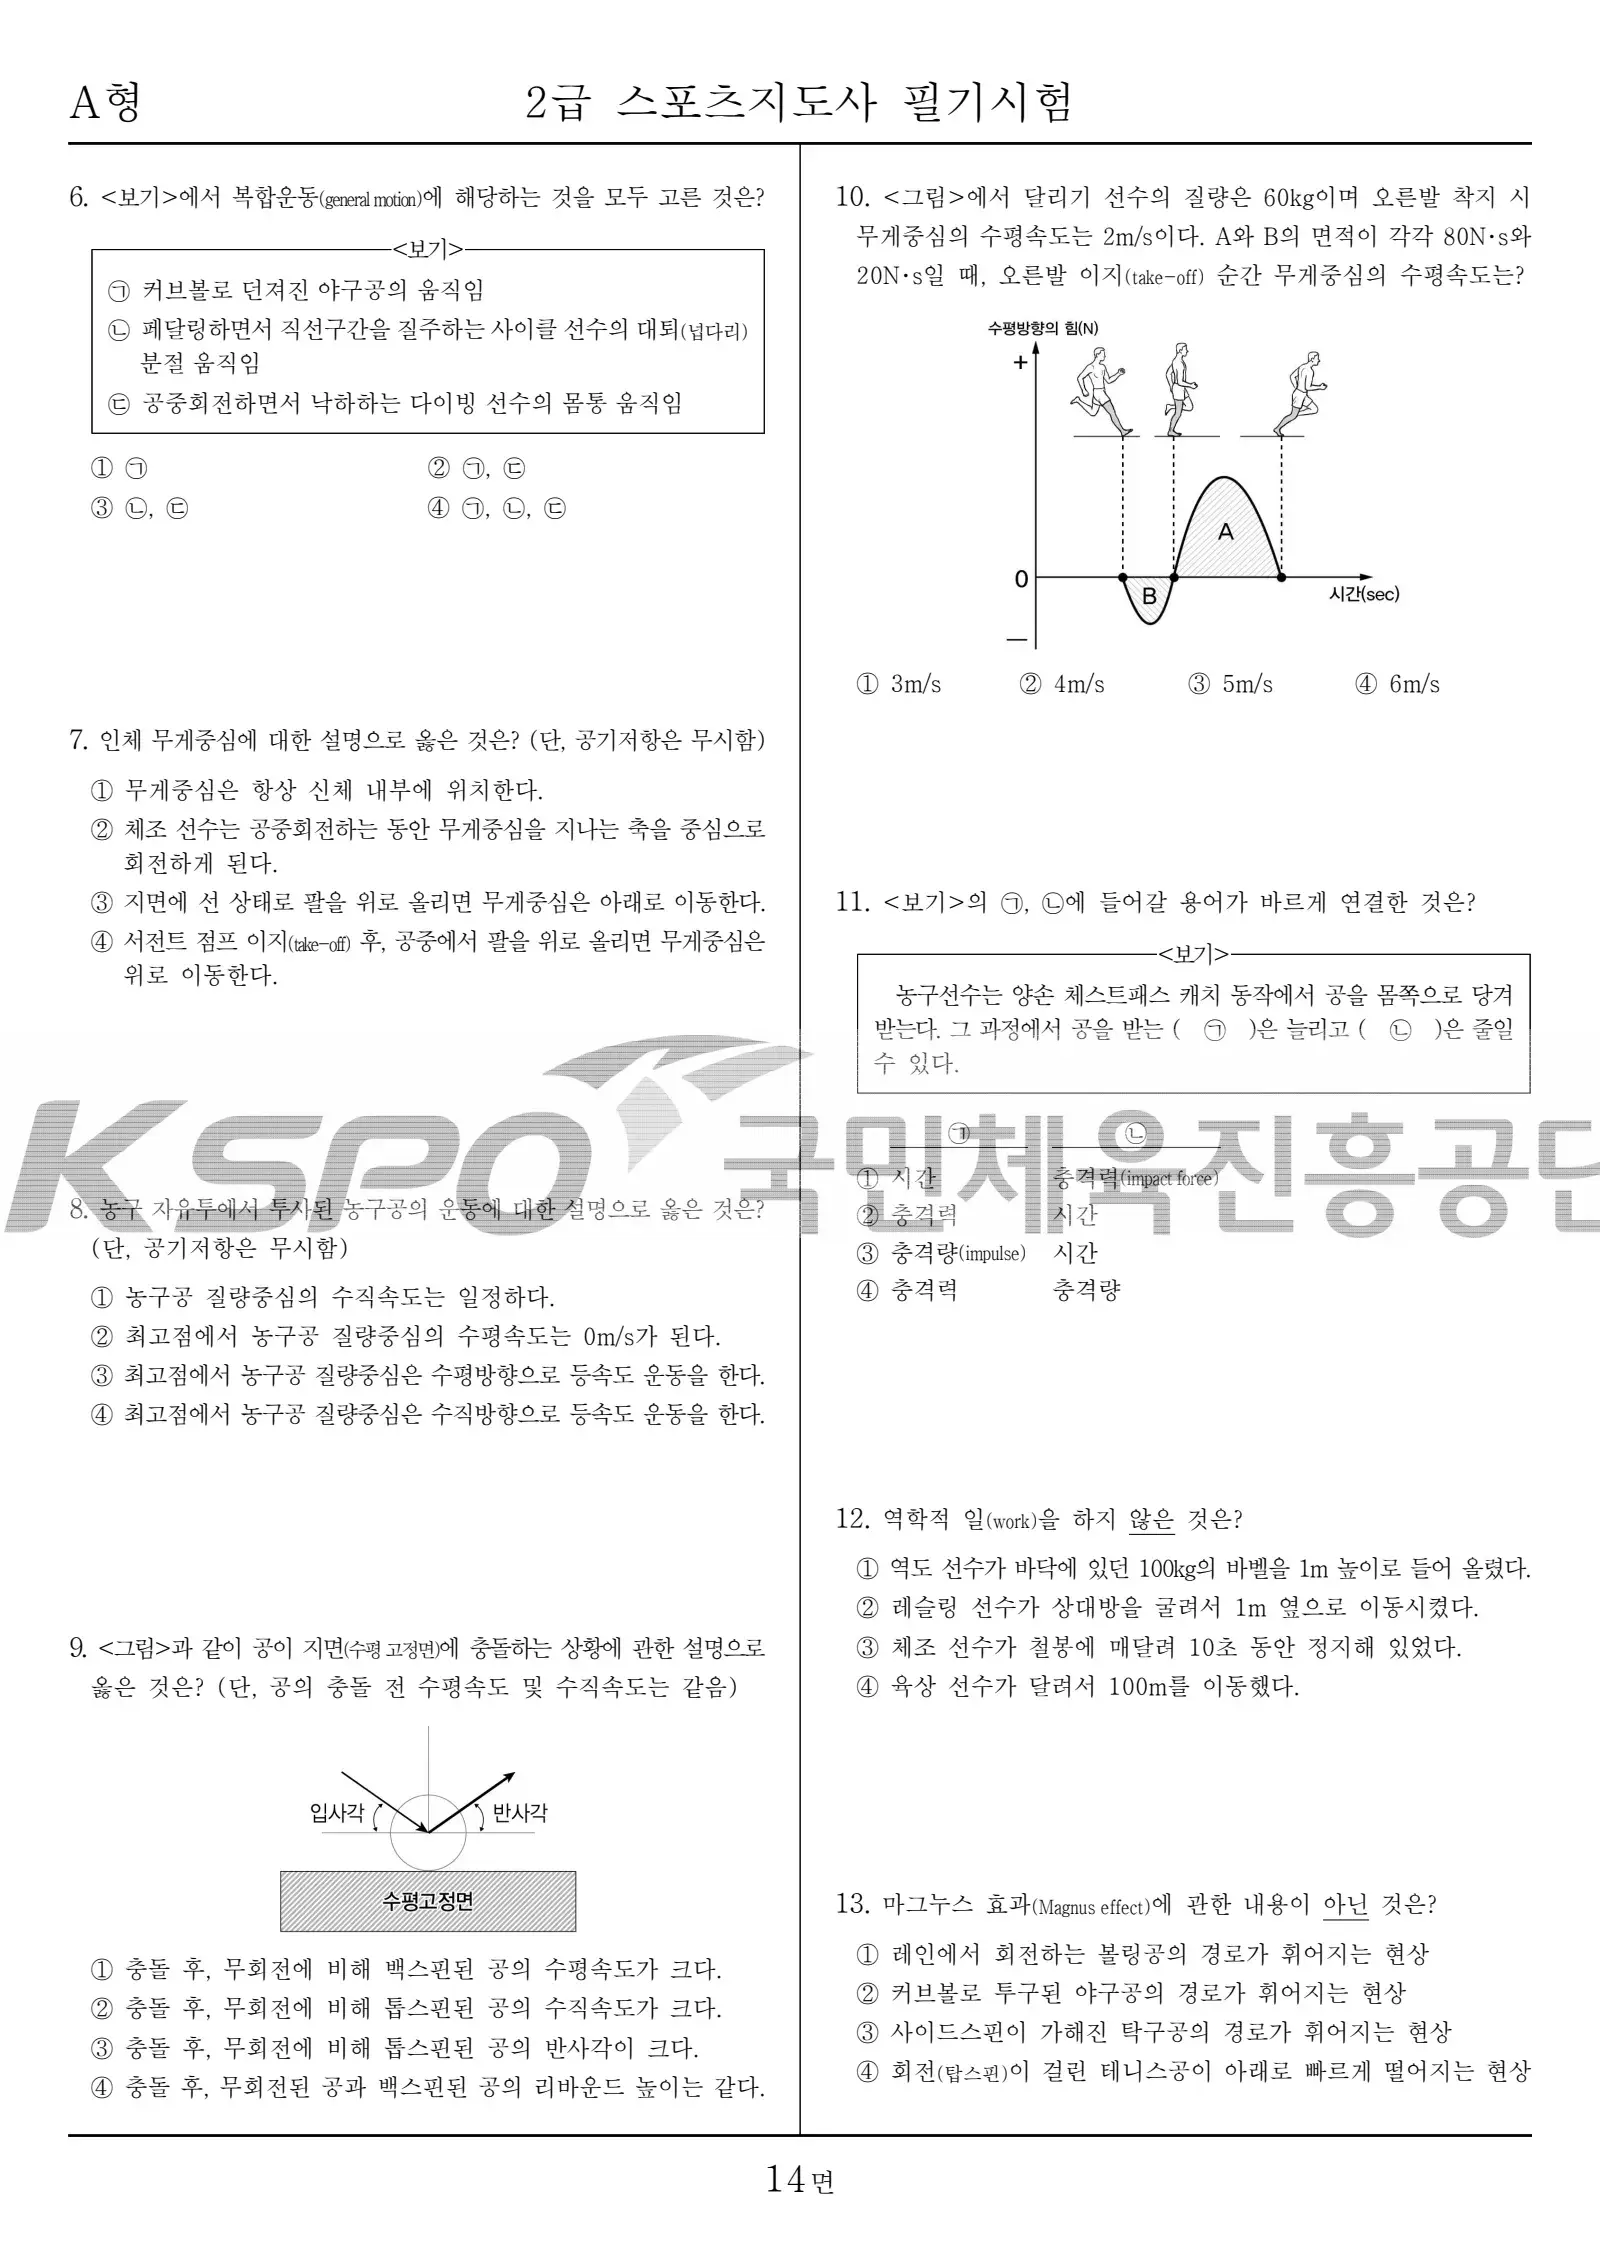 A형
2급 스포츠지도사 필기시험
6. <보기>에서 복합운동(general motion)에 해당하는 것을 모두 고른 것은?
<보기>
㉠ 커브볼로 던져진 야구공의 움직임
㉡ 페달링하면서 직선구간을 질주하는 사이클 선수의 대퇴(넙다리)
분절 움직임
㉢ 공중회전하면서 낙하하는 다이빙 선수의 몸통 움직임
① ㉠ ② ㉠, ㉢
③ ㉡, ㉢ ④ ㉠, ㉡, ㉢
7. 인체 무게중심에 대한 설명으로 옳은 것은? (단, 공기저항은 무시함)
① 무게중심은 항상 신체 내부에 위치한다.
② 체조 선수는 공중회전하는 동안 무게중심을 지나는 축을 중심으로
회전하게 된다.
③ 지면에 선 상태로 팔을 위로 올리면 무게중심은 아래로 이동한다.
④ 서전트 점프 이지(take-off) 후, 공중에서 팔을 위로 올리면 무게중심은
위로 이동한다.
8. 농구 자유투에서 투사된 농구공의 운동에 대한 설명으로 옳은 것은?
(단, 공기저항은 무시함)
① 농구공 질량중심의 수직속도는 일정하다.
② 최고점에서 농구공 질량중심의 수평속도는 0m/s가 된다.
③ 최고점에서 농구공 질량중심은 수평방향으로 등속도 운동을 한다.
④ 최고점에서 농구공 질량중심은 수직방향으로 등속도 운동을 한다.
9. <그림>과 같이 공이 지면(수평 고정면)에 충돌하는 상황에 관한 설명으로
옳은 것은? (단, 공의 충돌 전 수평속도 및 수직속도는 같음)
입사각 반사각
수평고정면
① 충돌 후, 무회전에 비해 백스핀된 공의 수평속도가 크다.
② 충돌 후, 무회전에 비해 톱스핀된 공의 수직속도가 크다.
③ 충돌 후, 무회전에 비해 톱스핀된 공의 반사각이 크다.
④ 충돌 후, 무회전된 공과 백스핀된 공의 리바운드 높이는 같다.
10. <그림>에서 달리기 선수의 질량은 60kg이며 오른발 착지 시
무게중심의 수평속도는 2m/s이다. A와 B의 면적이 각각 80N·s와
20N·s일 때, 오른발 이지(take-off) 순간 무게중심의 수평속도는?
수평방향의 힘(N)
+
A
0
B
시간(sec)
—
① 3m/s ② 4m/s ③ 5m/s ④ 6m/s
11. <보기>의 ㉠, ㉡에 들어갈 용어가 바르게 연결한 것은?
<보기>
농구선수는 양손 체스트패스 캐치 동작에서 공을 몸쪽으로 당겨
받는다. 그 과정에서 공을 받는 ( ㉠ )은 늘리고 ( ㉡ )은 줄일
수 있다.
㉠ ㉡
① 시간 충격력(impact force)
② 충격력 시간
③ 충격량(impulse) 시간
④ 충격력 충격량
12. 역학적 일(work)을 하지 않은 것은?
① 역도 선수가 바닥에 있던 100kg의 바벨을 1m 높이로 들어 올렸다.
② 레슬링 선수가 상대방을 굴려서 1m 옆으로 이동시켰다.
③ 체조 선수가 철봉에 매달려 10초 동안 정지해 있었다.
④ 육상 선수가 달려서 100m를 이동했다.
13. 마그누스 효과(Magnus effect)에 관한 내용이 아닌 것은?
① 레인에서 회전하는 볼링공의 경로가 휘어지는 현상
② 커브볼로 투구된 야구공의 경로가 휘어지는 현상
③ 사이드스핀이 가해진 탁구공의 경로가 휘어지는 현상
④ 회전(탑스핀)이 걸린 테니스공이 아래로 빠르게 떨어지는 현상
KSPO 국민체육진흥공단
14면